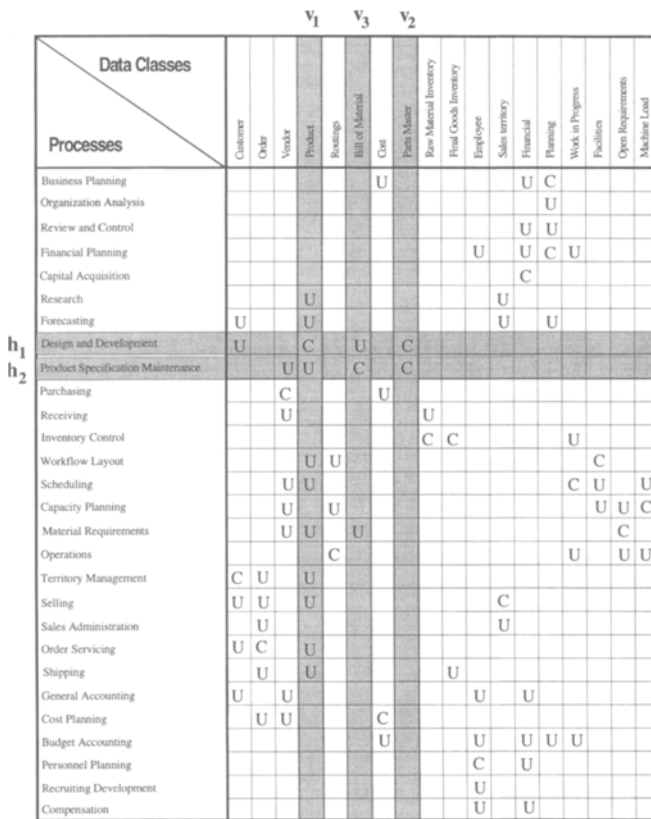 v1 v3 v2
Data Classes
Processes
Customer Order Vendor Product Routings Bill of Material Cost Parts Master Raw Material Inventory Final Goods Inventory Employee Sales territory Financial Planning Work in Progress Facilities Open Requirements Machine Load
Business Planning U U C
Organization Analysis U
Review and Control U U
Financial Planning U U C U
Capital Acquisition C
Research U U
Forecasting U U U U
h1 Design and Development U C U C
h2 Product Specification Maintenance U U C C
Purchasing C U
Receiving U U
Inventory Control C C U
Workflow Layout U U C
Scheduling U U C U U
Capacity Planning U U U U C
Material Requirements U U U C
Operations C U U U
Territory Management C U U
Selling U U U C
Sales Administration U U
Order Servicing U C U
Shipping U U U
General Accounting U U U U
Cost Planning U U C
Budget Accounting U U U U U
Personnel Planning C U
Recruiting Development U
Compensation U U